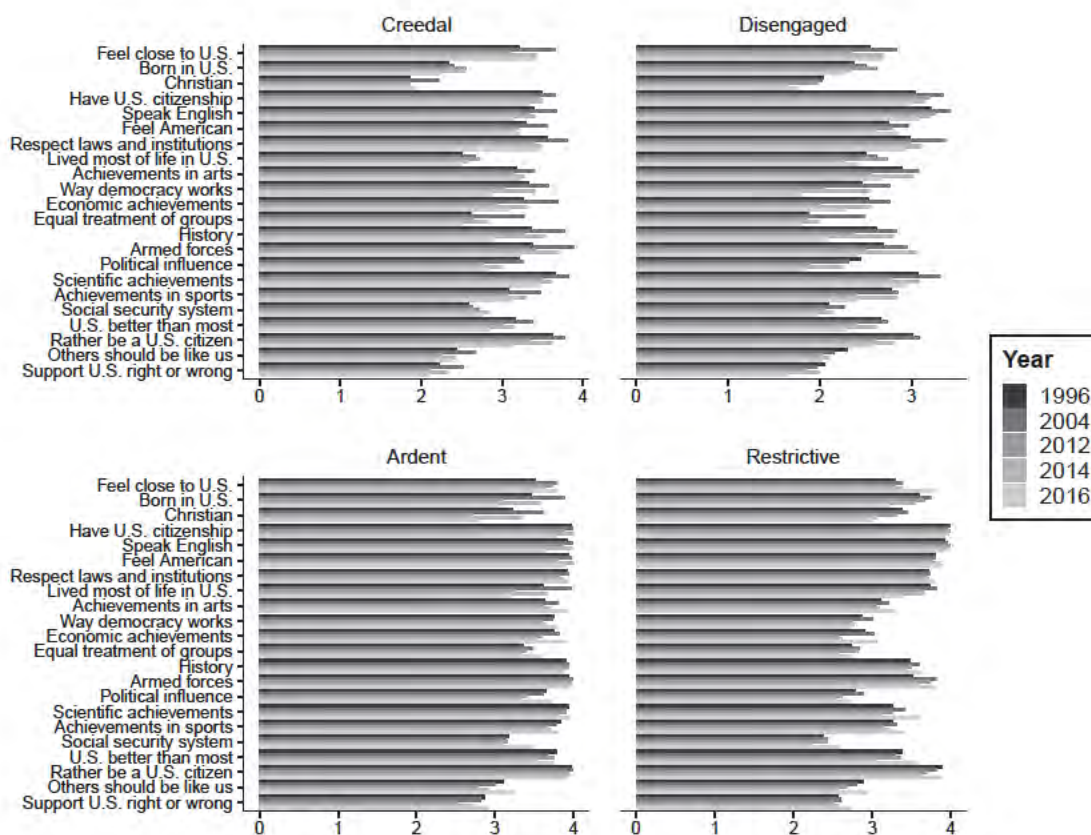 Creedal
Disengaged
Feel close to U.S.
Born in U.S.
Christian
Have U.S. citizenship
Speak English
Feel American
Respect laws and institutions
Lived most of life in U.S.
Achievements in arts
Way democracy works
Economic achievements
Equal treatment of groups
History
Armed forces
Political influence
Scientific achievements
Achievements in sports
Social security system
U.S. better than most
Rather be a U.S. citizen
Others should be like us
Support U.S. right or wrong
0 1 2 3 4
0 1 2 3
Year
1996
2004
2012
2014
2016
Ardent
Restrictive
Feel close to U.S.
Born in U.S.
Christian
Have U.S. citizenship
Speak English
Feel American
Respect laws and institutions
Lived most of life in U.S.
Achievements in arts
Way democracy works
Economic achievements
Equal treatment of groups
History
Armed forces
Political influence
Scientific achievements
Achievements in sports
Social security system
U.S. better than most
Rather be a U.S. citizen
Others should be like us
Support U.S. right or wrong
0 1 2 3 4
0 1 2 3 4